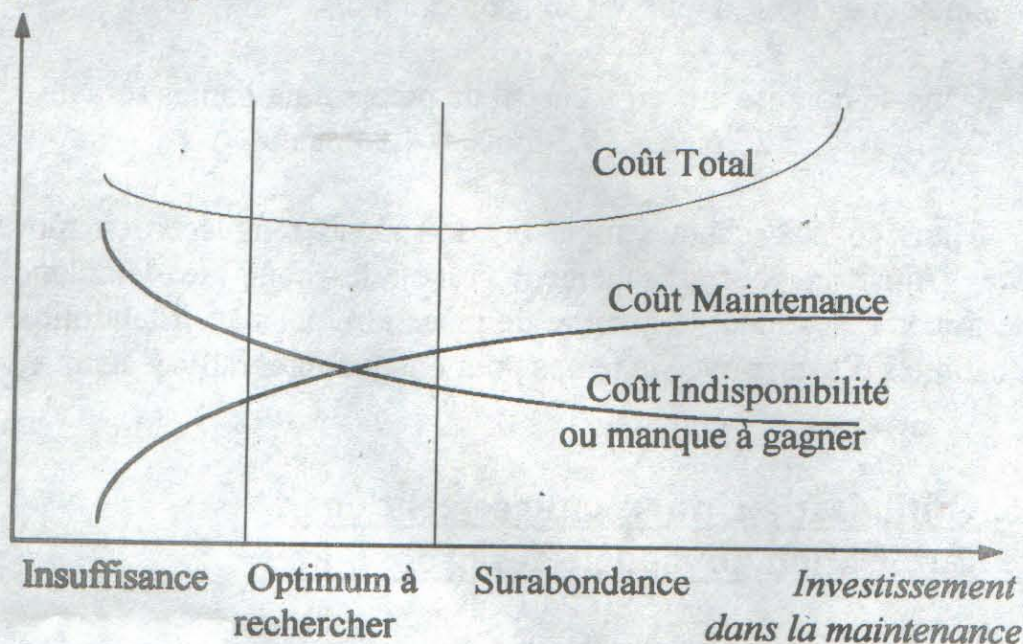 Coût Total
Coût Maintenance
Coût Indisponibilité
ou manque à gagner
Insuffisance
Optimum à
rechercher
Surabondance
Investissement
dans la maintenance